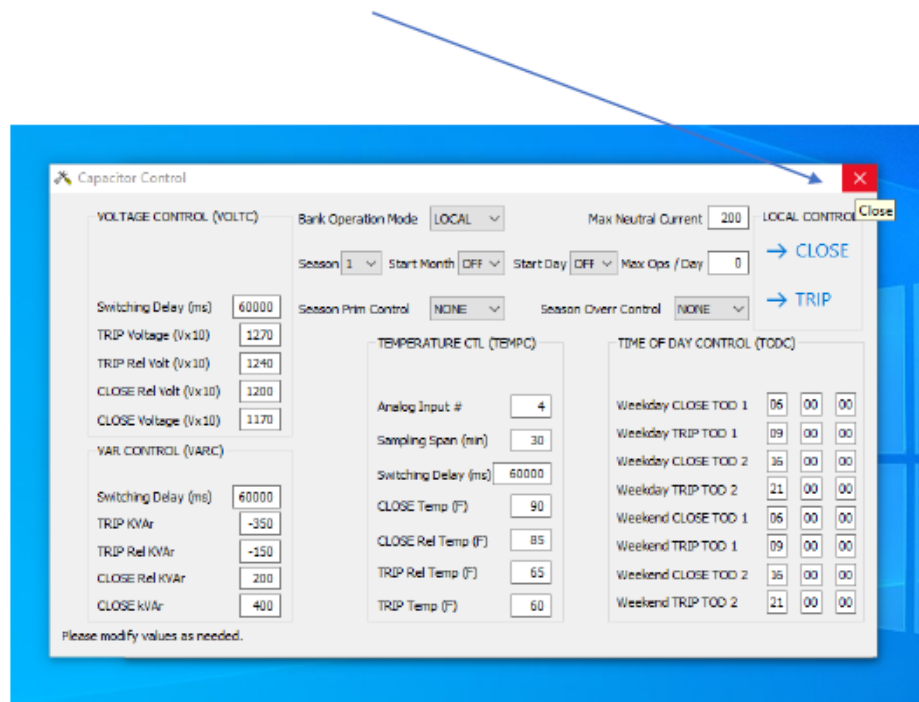 Capacitor Control
Close
VOLTAGE CONTROL (VOLTC)
Switching Delay (ms) 60000
TRIP Voltage (Vx10) 1270
TRIP Rel Volt (Vx10) 1240
CLOSE Rel Volt (Vx10) 1200
CLOSE Voltage (Vx10) 1170
VAR CONTROL (VARC)
Switching Delay (ms) 60000
TRIP KVAr -350
TRIP Rel KVAr -150
CLOSE Rel KVAr 200
CLOSE kVAr 400
Bank Operation Mode LOCAL Max Neutral Current 200
Season 1 Start Month OFF Start Day OFF Max Ops / Day 0
Season Prim Control NONE Season Overr Control NONE
LOCAL CONTROL
→ CLOSE
→ TRIP
TEMPERATURE CTL (TEMPC)
Analog Input # 4
Sampling Span (min) 30
Switching Delay (ms) 60000
CLOSE Temp (F) 90
CLOSE Rel Temp (F) 85
TRIP Rel Temp (F) 65
TRIP Temp (F) 60
TIME OF DAY CONTROL (TODC)
Weekday CLOSE TOD 1 06 00 00
Weekday TRIP TOD 1 09 00 00
Weekday CLOSE TOD 2 16 00 00
Weekday TRIP TOD 2 21 00 00
Weekend CLOSE TOD 1 06 00 00
Weekend TRIP TOD 1 09 00 00
Weekend CLOSE TOD 2 16 00 00
Weekend TRIP TOD 2 21 00 00
Please modify values as needed.